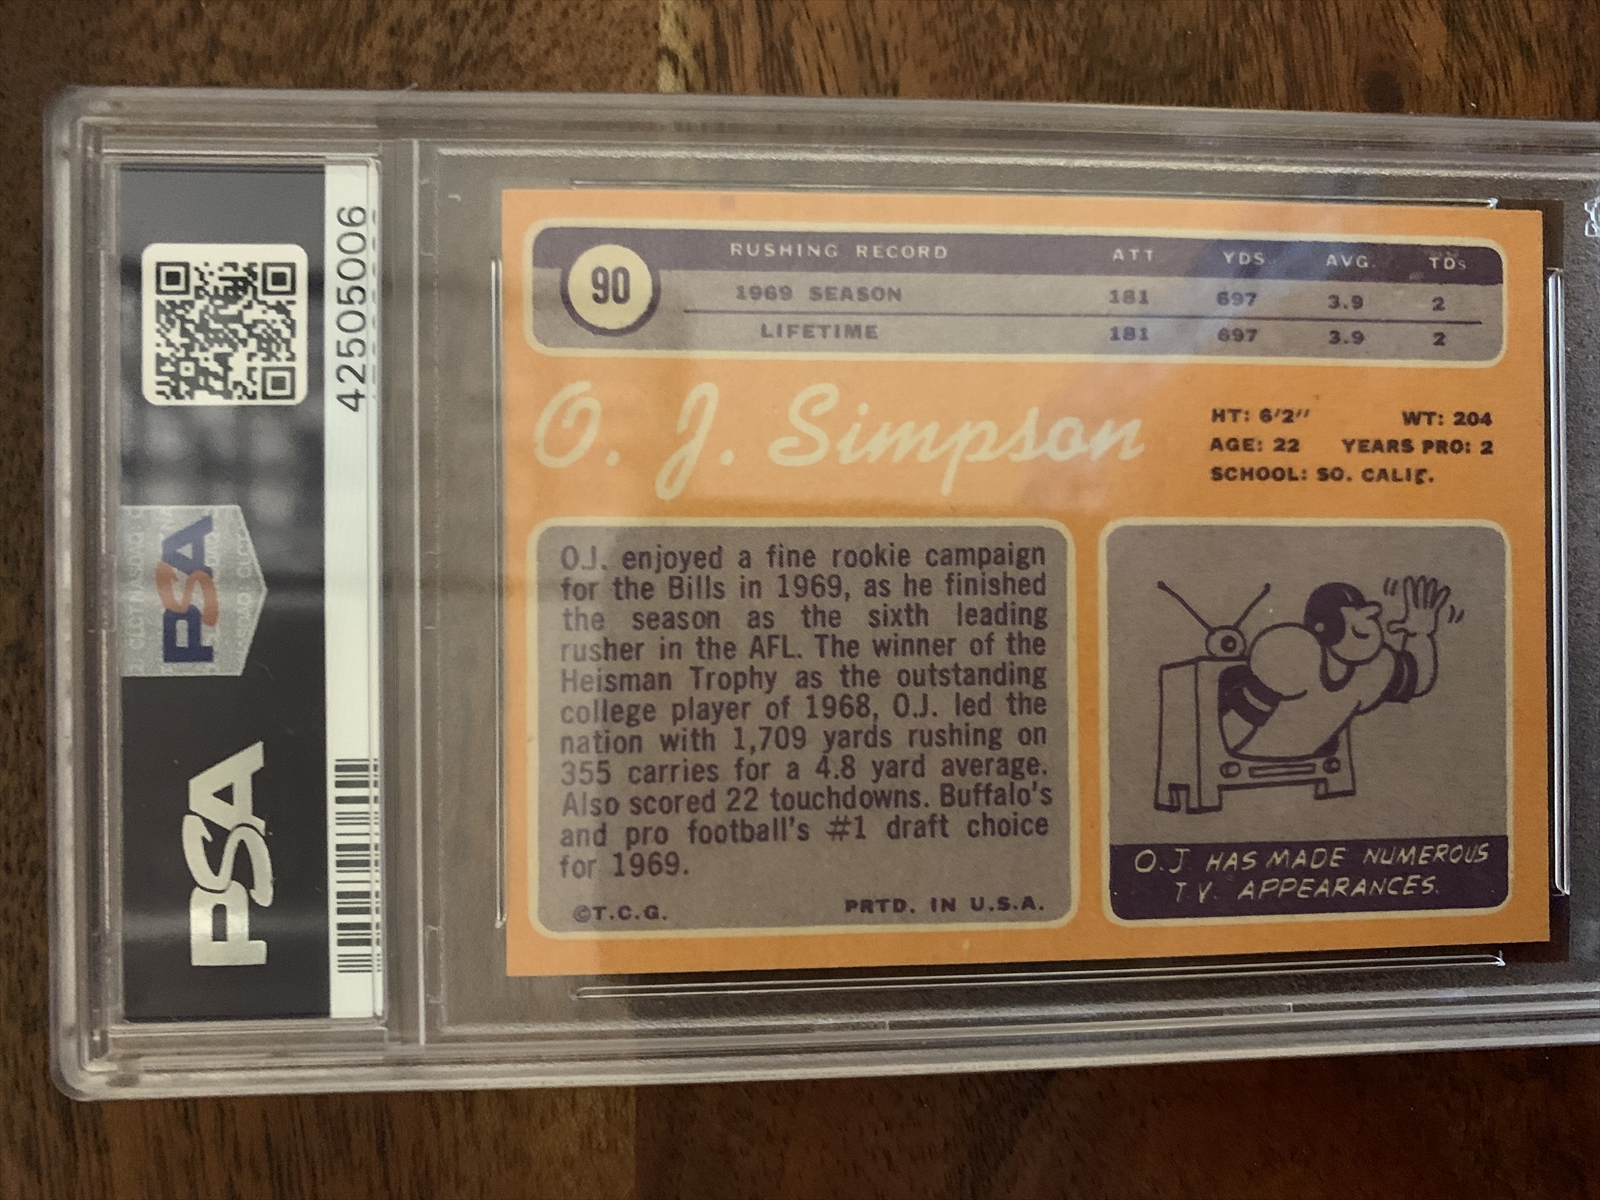 42505006
PSA
PSA
90
RUSHING RECORD ATT YDS AVG. TDs
1969 SEASON 181 697 3.9 2
LIFETIME 181 697 3.9 2
O. J. Simpson
HT: 6'2" WT: 204
AGE: 22 YEARS PRO: 2
SCHOOL: SO. CALIF.
O.J. enjoyed a fine rookie campaign
for the Bills in 1969, as he finished
the season as the sixth leading
rusher in the AFL. The winner of the
Heisman Trophy as the outstanding
college player of 1968, O.J. led the
nation with 1,709 yards rushing on
355 carries for a 4.8 yard average.
Also scored 22 touchdowns. Buffalo's
and pro football's #1 draft choice
for 1969.
©T.C.G. PRTD. IN U.S.A.
O.J HAS MADE NUMEROUS
T V. APPEARANCES.